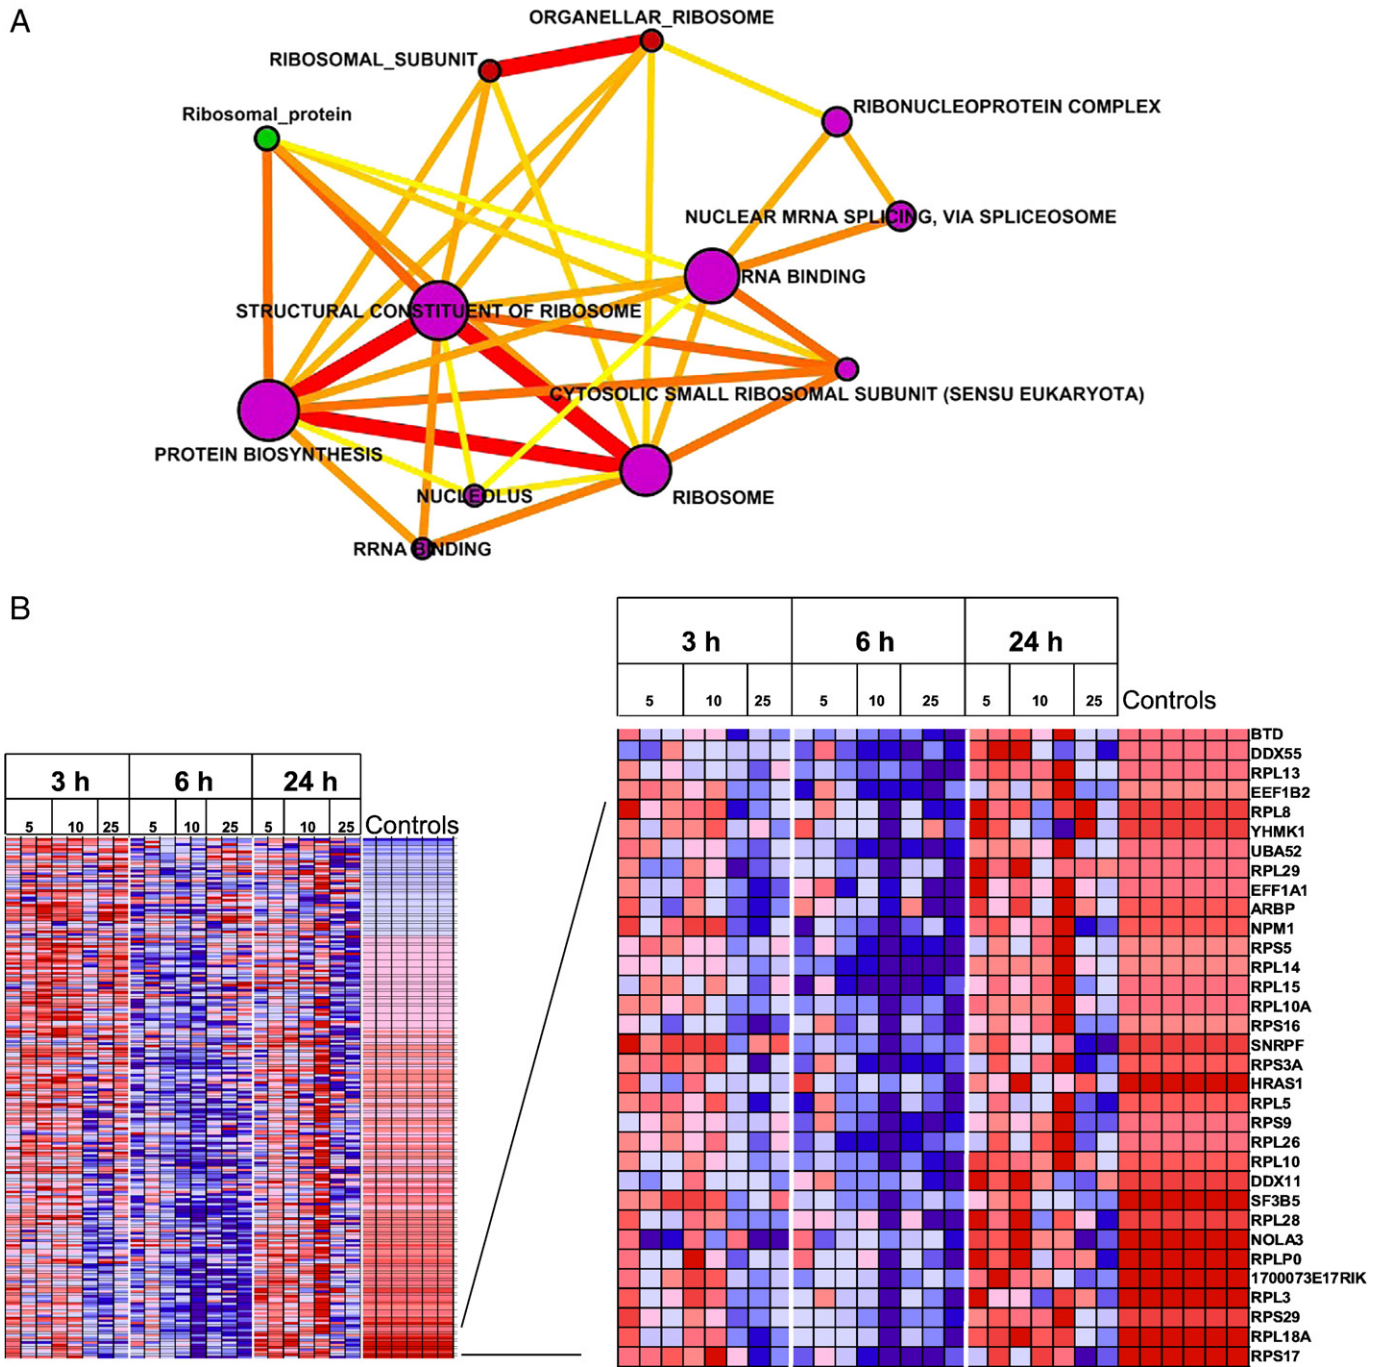 A
ORGANELLAR_RIBOSOME
RIBOSOMAL_SUBUNIT
Ribosomal_protein
RIBONUCLEOPROTEIN COMPLEX
NUCLEAR MRNA SPLICING, VIA SPLICEOSOME
RNA BINDING
STRUCTURAL CONSTITUENT OF RIBOSOME
CYTOSOLIC SMALL RIBOSOMAL SUBUNIT (SENSU EUKARYOTA)
PROTEIN BIOSYNTHESIS
NUCLEOLUS
RIBOSOME
RRNA BINDING
B
3 h 6 h 24 h
5 10 25 5 10 25 5 10 25 Controls
3 h 6 h 24 h
5 10 25 5 10 25 5 10 25 Controls
BTD
DDX55
RPL13
EEF1B2
RPL8
YHMK1
UBA52
RPL29
EFF1A1
ARBP
NPM1
RPS5
RPL14
RPL15
RPL10A
RPS16
SNRPF
RPS3A
HRAS1
RPL5
RPS9
RPL26
RPL10
DDX11
SF3B5
RPL28
NOLA3
RPLP0
1700073E17RIK
RPL3
RPS29
RPL18A
RPS17